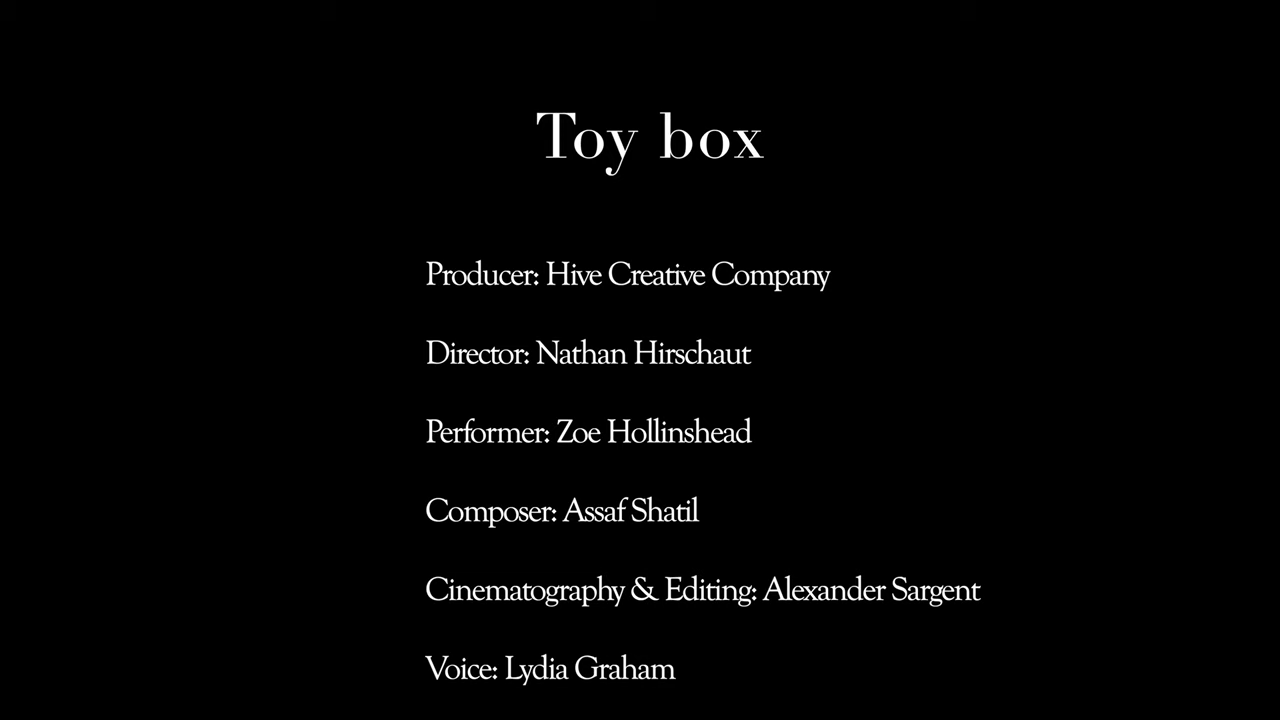 Toy box
Producer: Hive Creative Company
Director: Nathan Hirschaut
Performer: Zoe Hollinshead
Composer: Assaf Shatil
Cinematography & Editing: Alexander Sargent
Voice: Lydia Graham